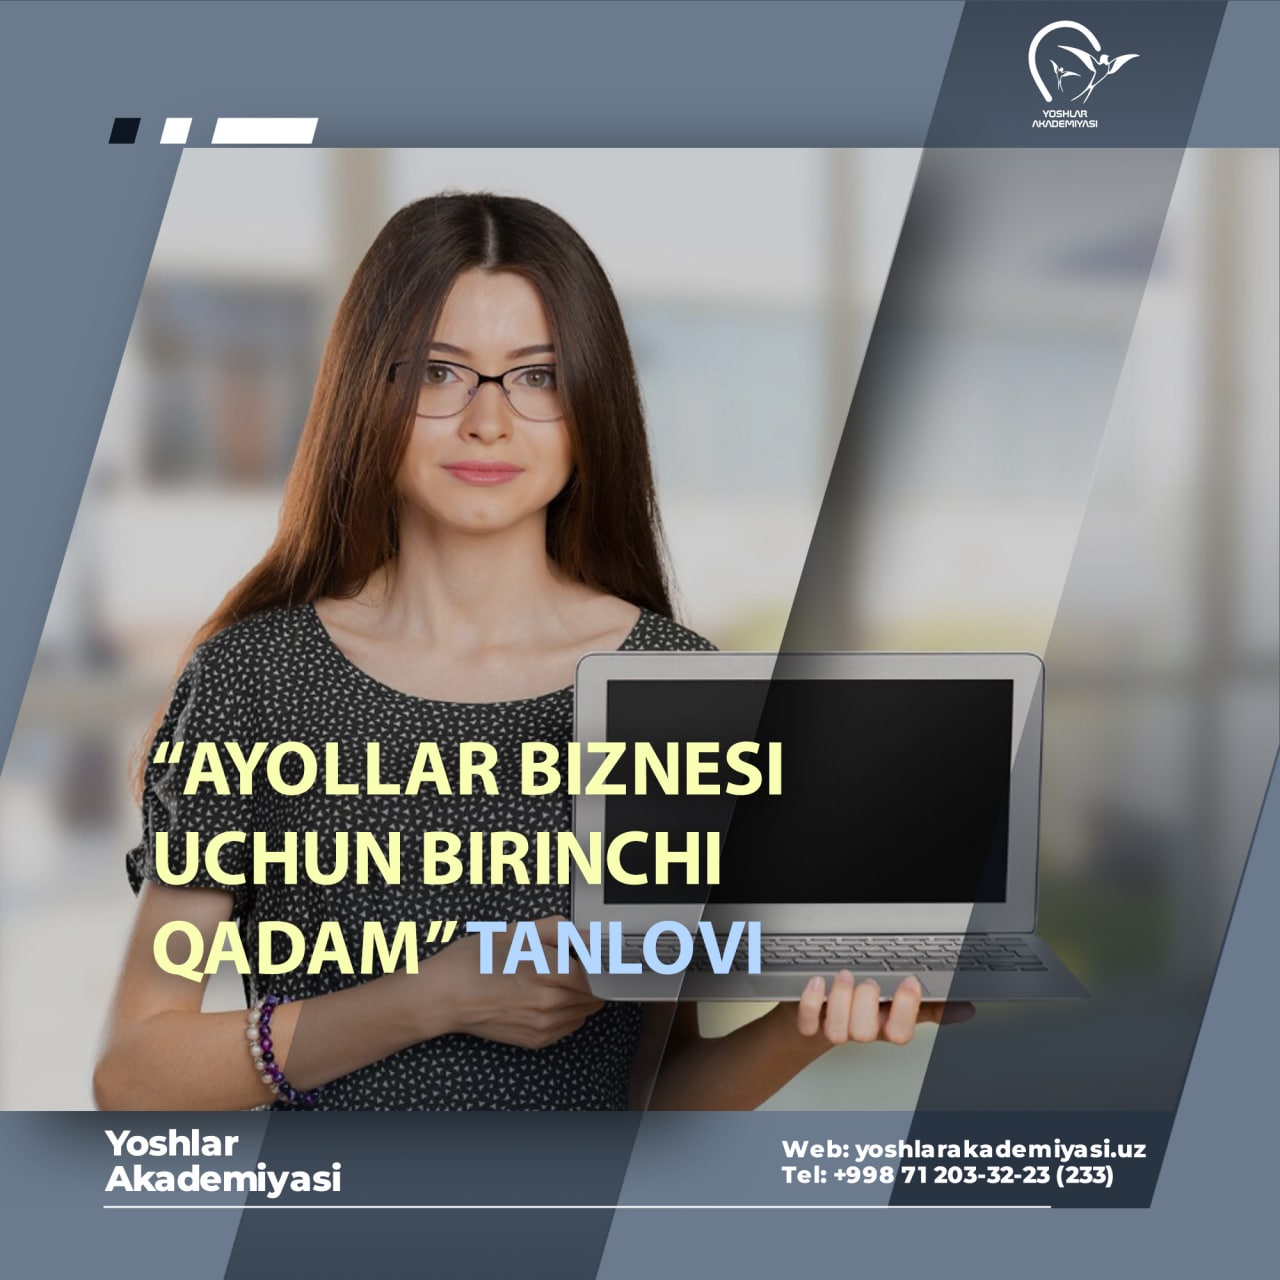 YOSHLAR
AKADEMIYASI
“AYOLLAR BIZNESI
UCHUN BIRINCHI
QADAM” TANLOVI
Yoshlar
Akademiyasi
Web: yoshlarakademiyasi.uz
Tel: +998 71 203-32-23 (233)